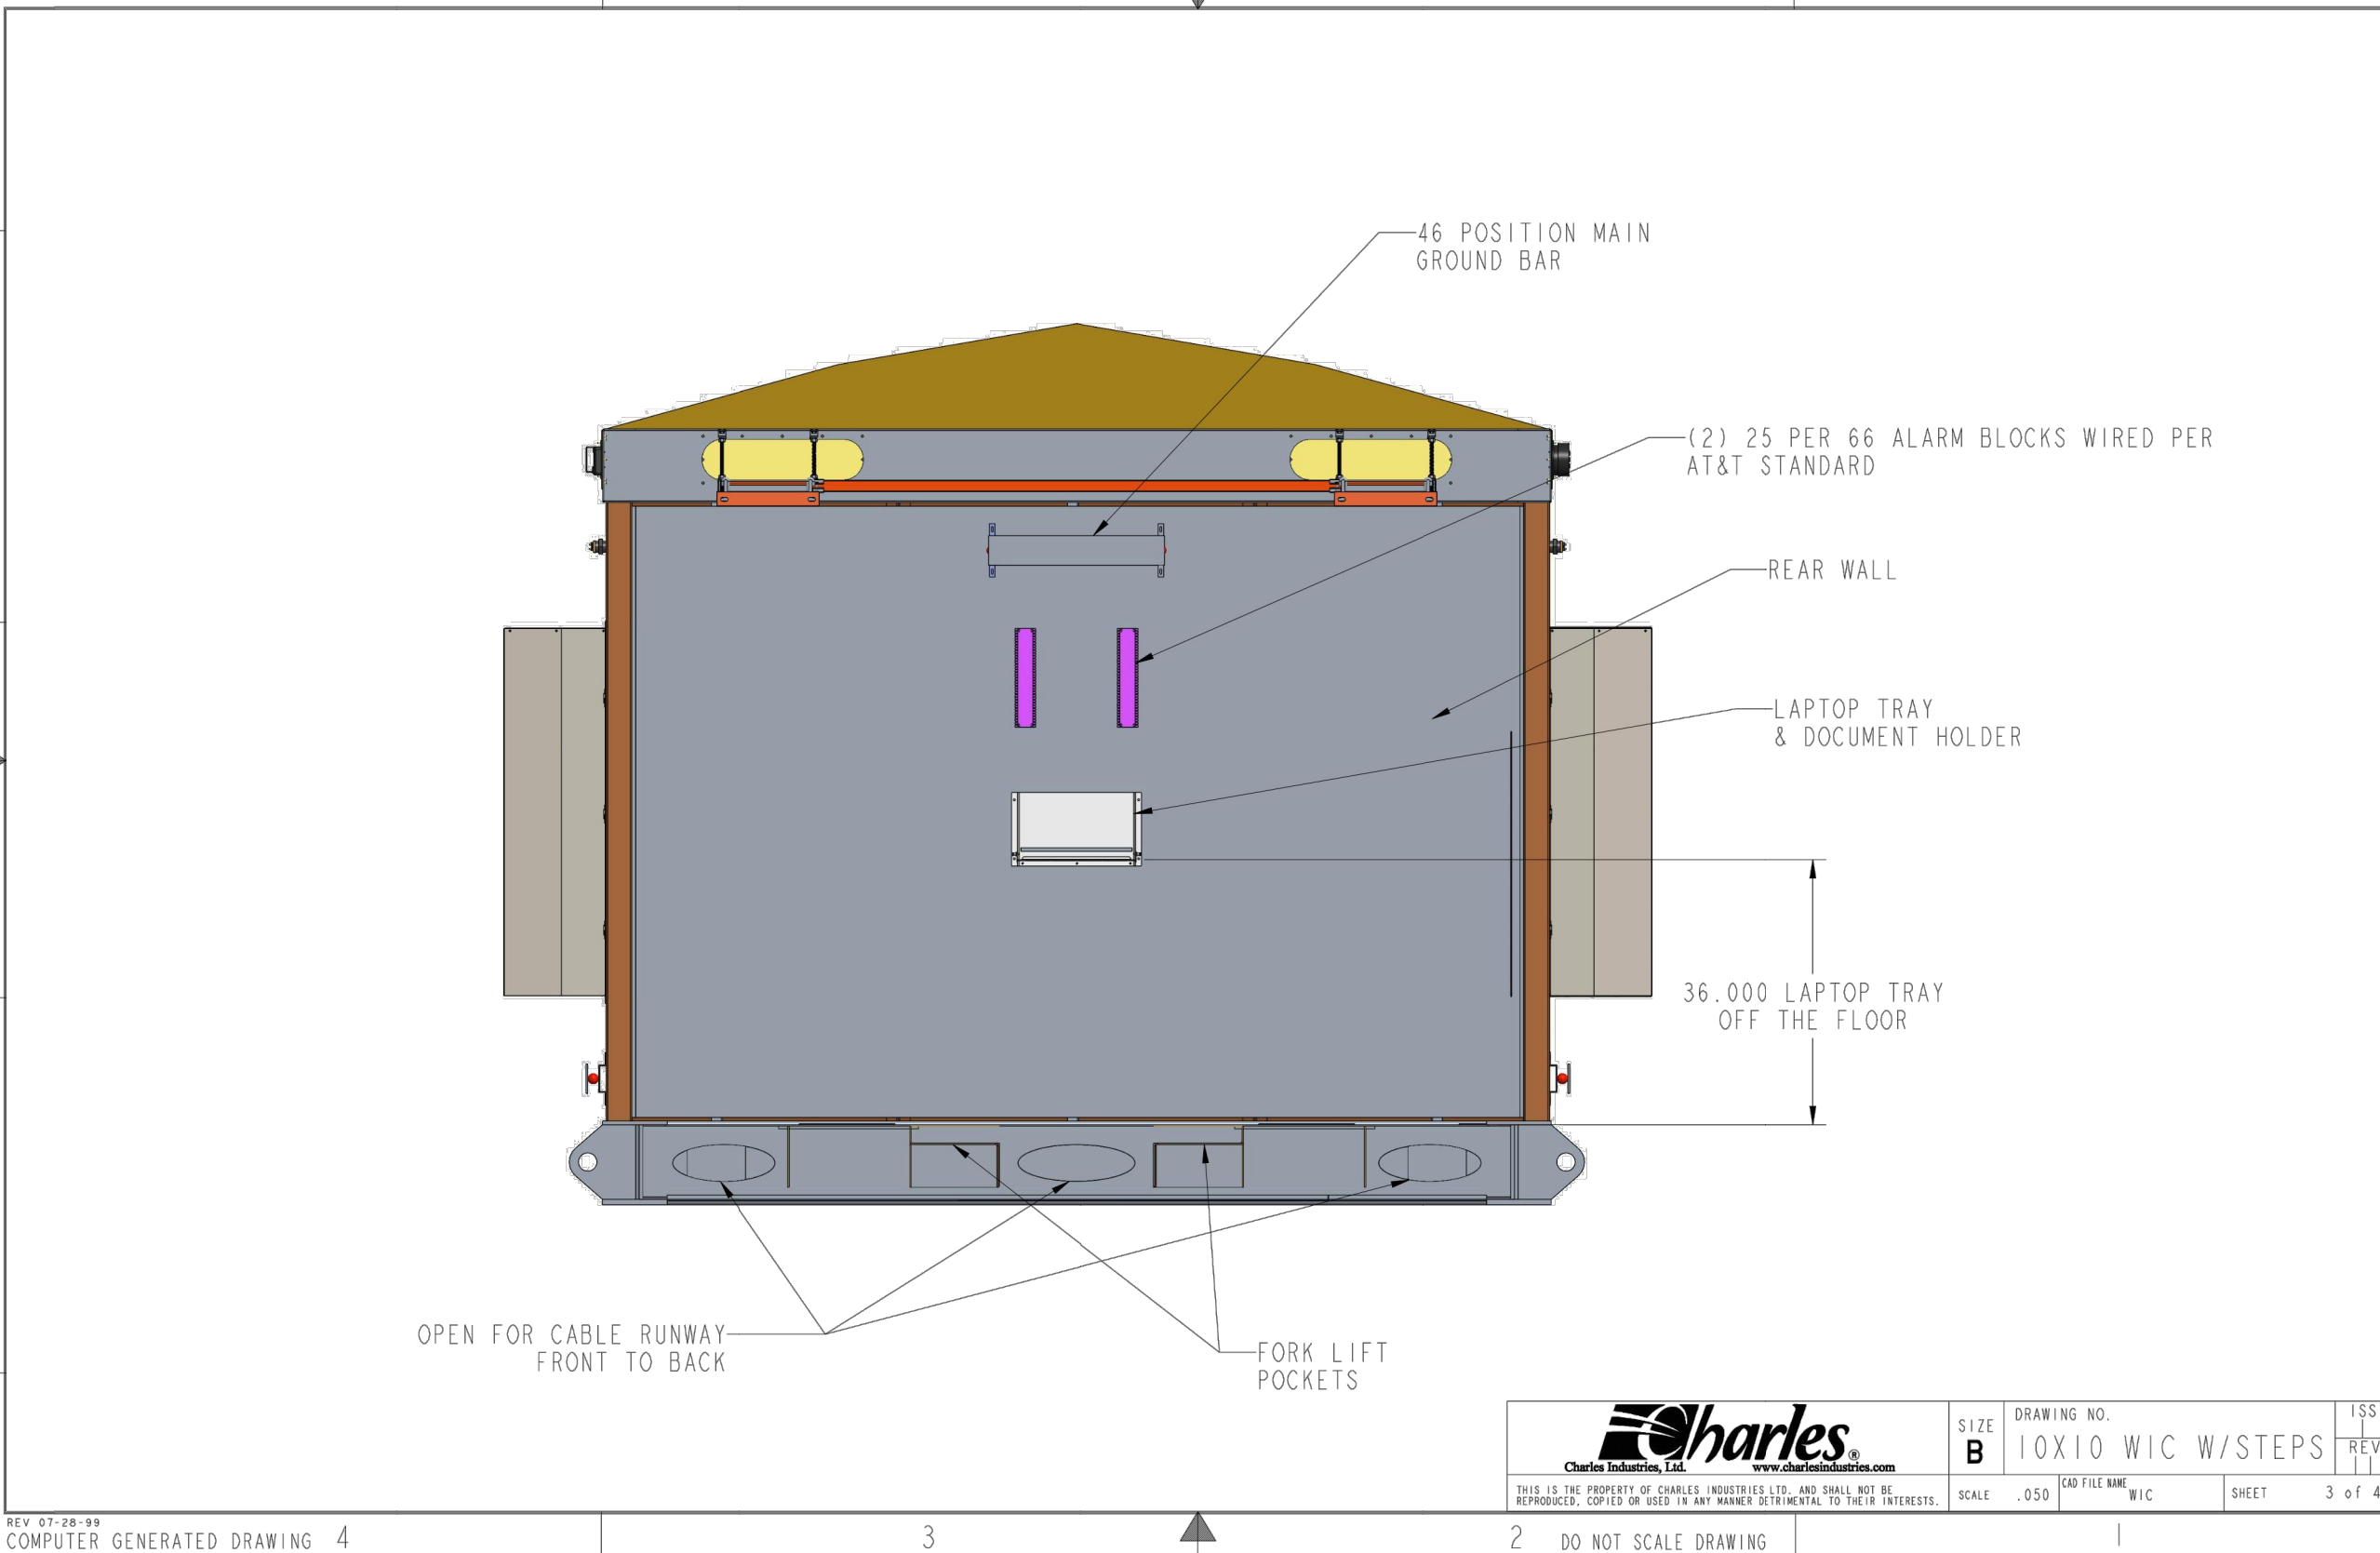 46 POSITION MAIN
GROUND BAR
(2) 25 PER 66 ALARM BLOCKS WIRED PER
AT&T STANDARD
REAR WALL
LAPTOP TRAY
& DOCUMENT HOLDER
36.000 LAPTOP TRAY
OFF THE FLOOR
OPEN FOR CABLE RUNWAY
FRONT TO BACK
FORK LIFT
POCKETS
Charles®
Charles Industries, Ltd. www.charlesindustries.com
THIS IS THE PROPERTY OF CHARLES INDUSTRIES LTD. AND SHALL NOT BE
REPRODUCED, COPIED OR USED IN ANY MANNER DETRIMENTAL TO THEIR INTERESTS.
SIZE
B
DRAWING NO.
10X10 WIC W/STEPS
ISS
1
REV
SCALE .050
CAD FILE NAME
WIC
SHEET 3 of 4
REV 07-28-99
COMPUTER GENERATED DRAWING 4 3 2 DO NOT SCALE DRAWING 1